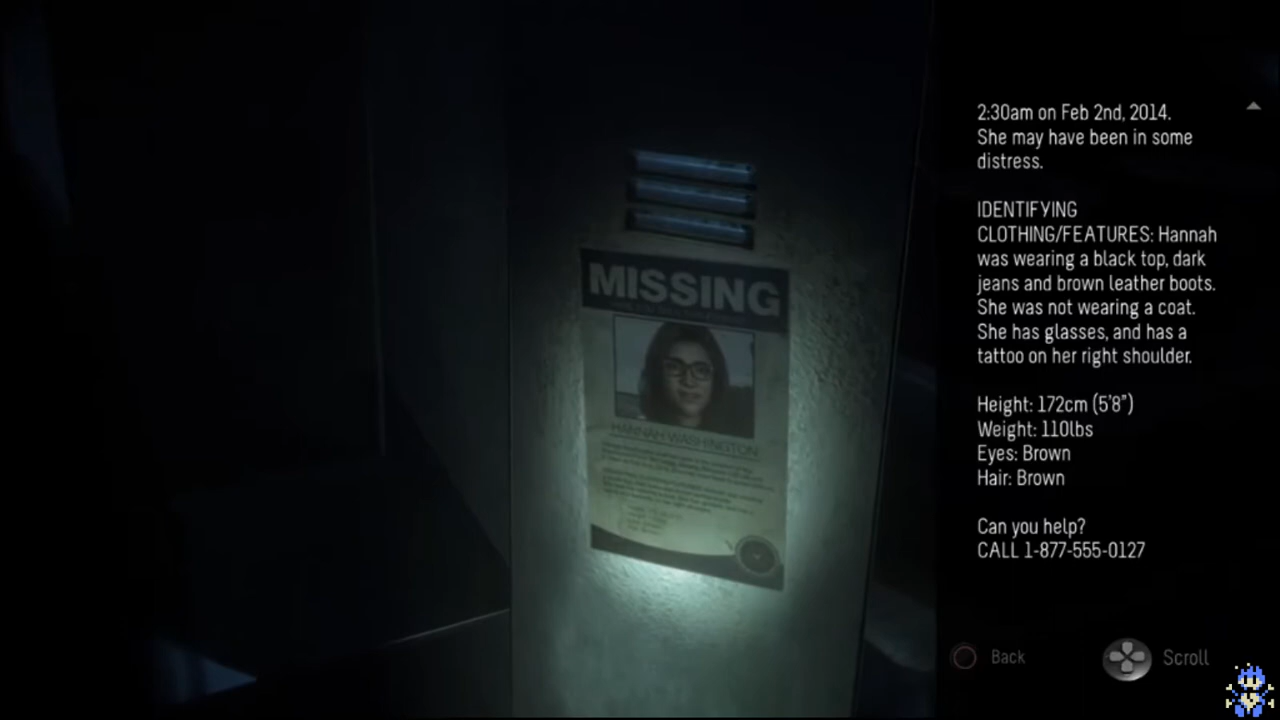 MISSING
HANNAH WASHINGTON
2:30am on Feb 2nd, 2014.
She may have been in some
distress.
IDENTIFYING
CLOTHING/FEATURES: Hannah
was wearing a black top, dark
jeans and brown leather boots.
She was not wearing a coat.
She has glasses, and has a
tattoo on her right shoulder.
Height: 172cm (5'8")
Weight: 110lbs
Eyes: Brown
Hair: Brown
Can you help?
CALL 1-877-555-0127
Back
Scroll